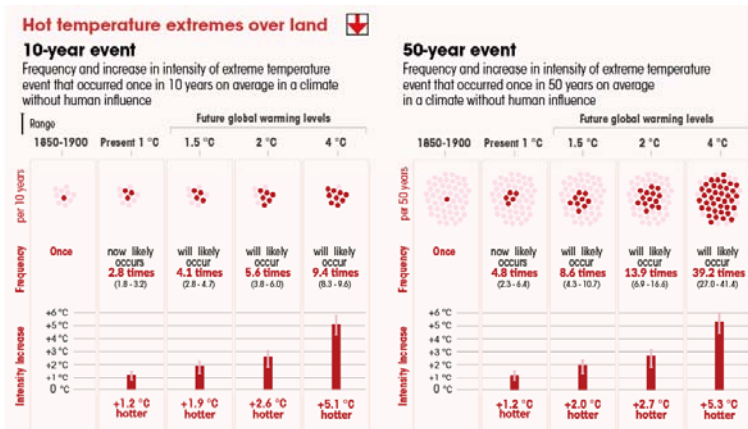 Hot temperature extremes over land
10-year event
Frequency and increase in intensity of extreme temperature
event that occurred once in 10 years on average in a climate
without human influence
Range
Future global warming levels
1850-1900 Present 1 °C 1.5 °C 2 °C 4 °C
per 10 years
Frequency
Once
now likely
occurs
2.8 times
(1.8 - 3.2)
will likely
occur
4.1 times
(2.8 - 4.7)
will likely
occur
5.6 times
(3.8 - 6.0)
will likely
occur
9.4 times
(8.3 - 9.6)
Intensity Increase
+6 °C
+5 °C
+4 °C
+3 °C
+2 °C
+1 °C
0 °C
+1.2 °C
hotter
+1.9 °C
hotter
+2.6 °C
hotter
+5.1 °C
hotter
50-year event
Frequency and increase in intensity of extreme temperature
event that occurred once in 50 years on average
in a climate without human influence
Future global warming levels
1850-1900 Present 1 °C 1.5 °C 2 °C 4 °C
per 50 years
Frequency
Once
now likely
occurs
4.8 times
(2.3 - 6.4)
will likely
occur
8.6 times
(4.3 - 10.7)
will likely
occur
13.9 times
(6.9 - 16.6)
will likely
occur
39.2 times
(27.0 - 41.4)
Intensity Increase
+6 °C
+5 °C
+4 °C
+3 °C
+2 °C
+1 °C
0 °C
+1.2 °C
hotter
+2.0 °C
hotter
+2.7 °C
hotter
+5.3 °C
hotter